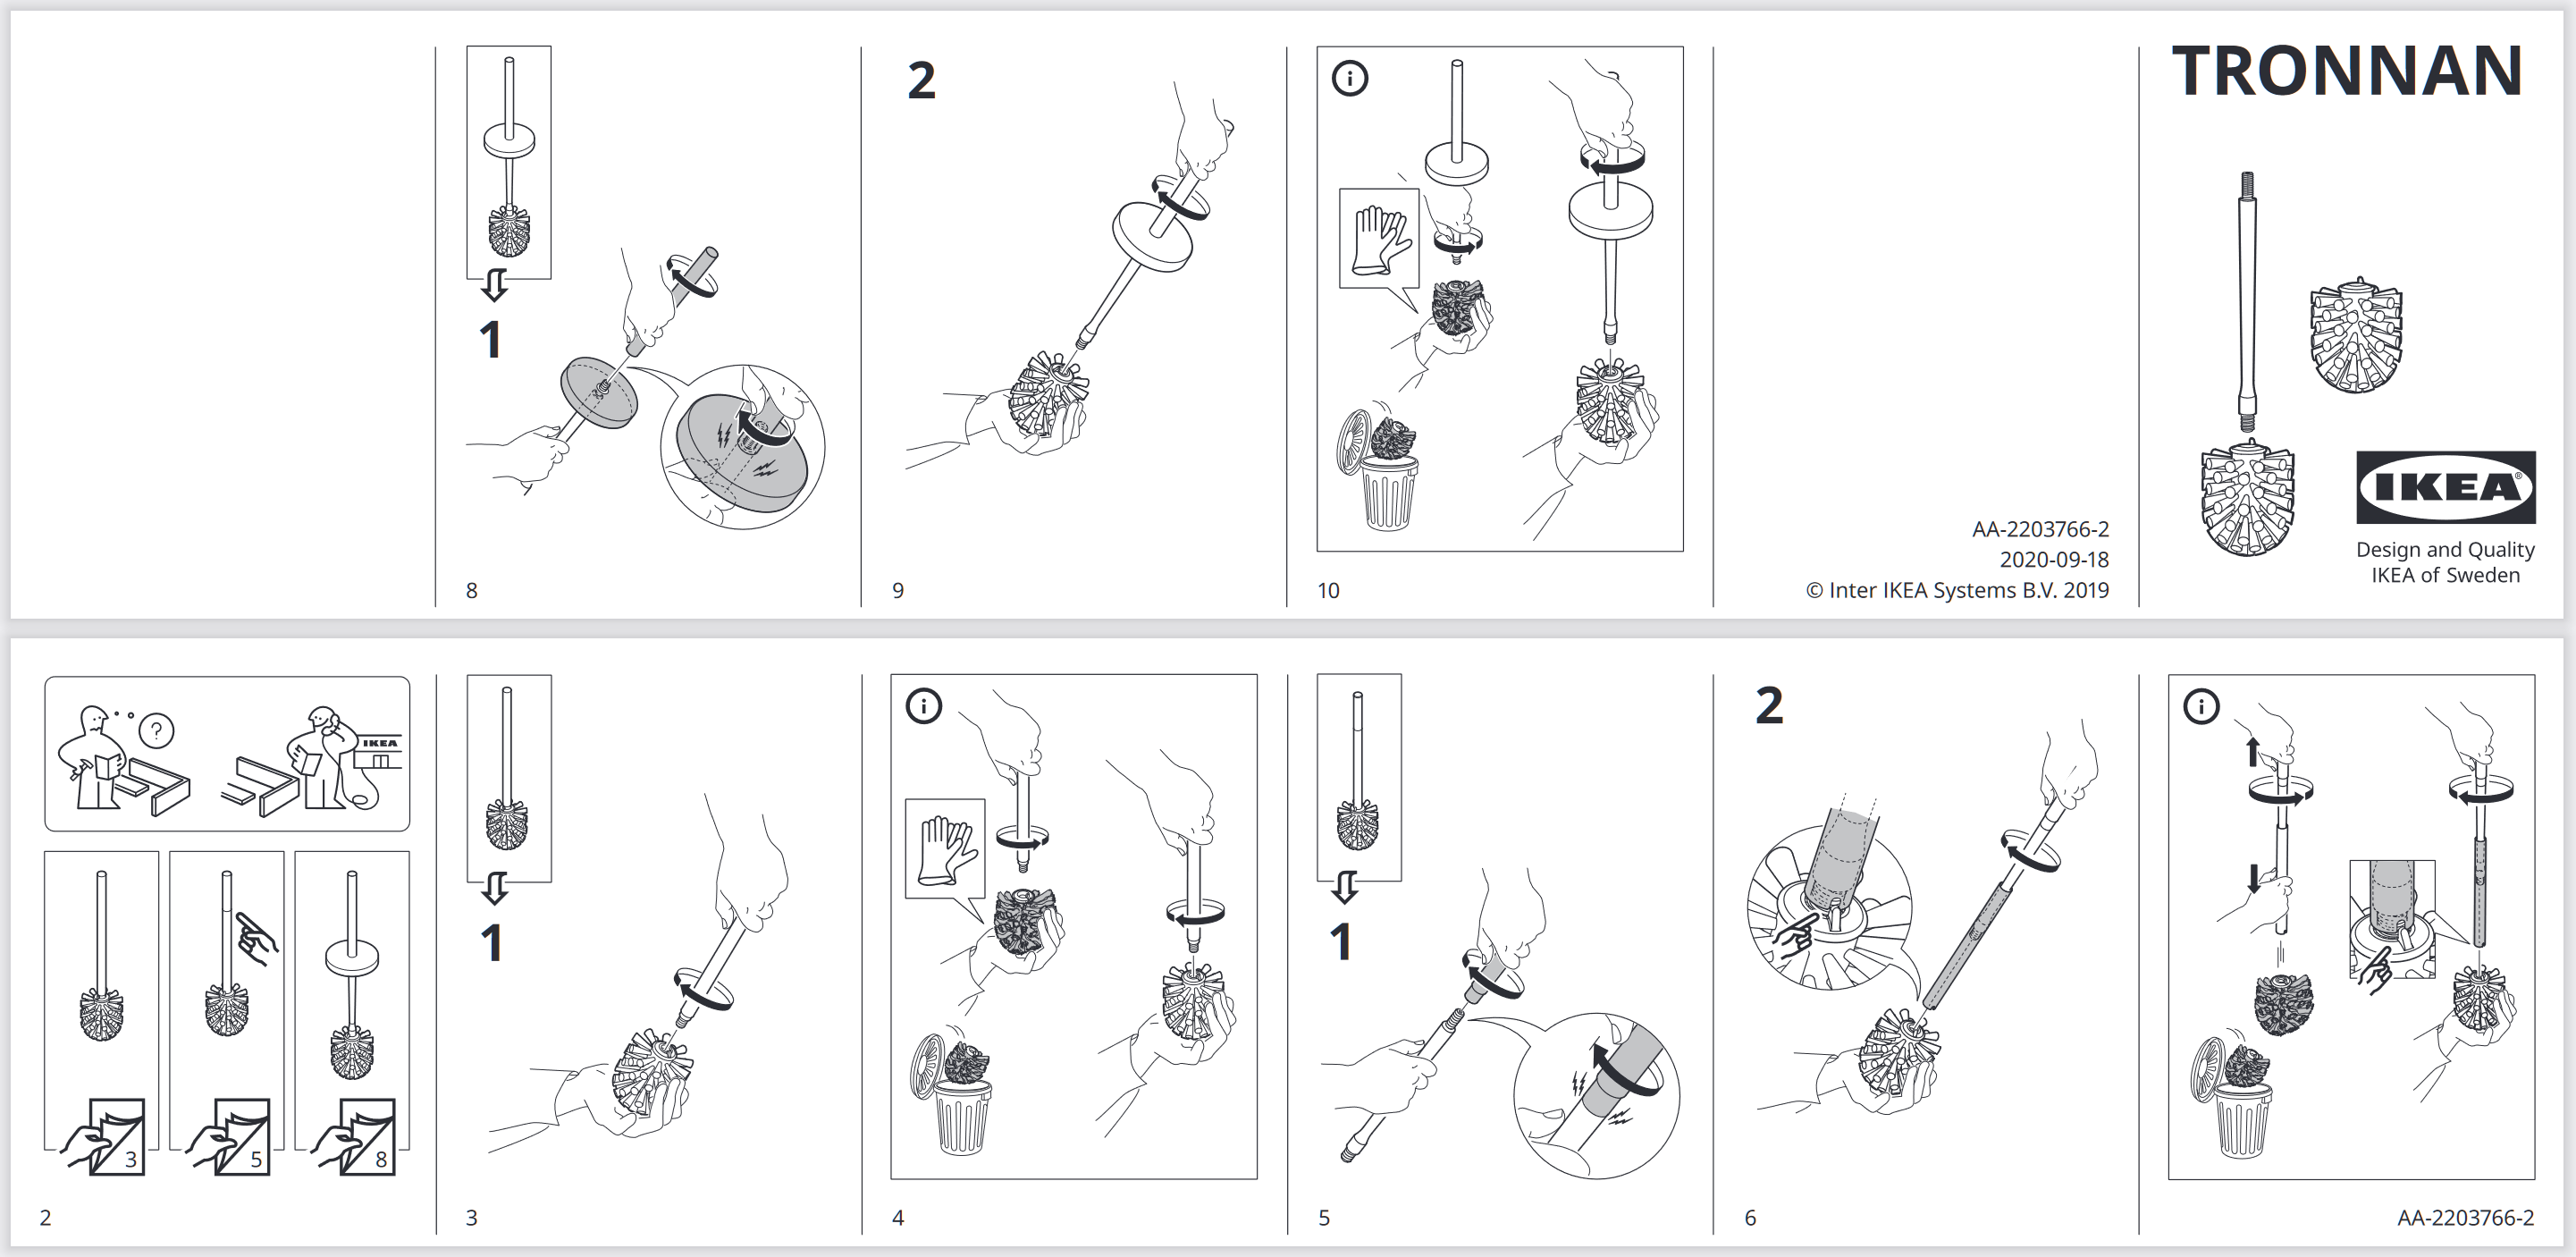 1
8
2
9
i
10
AA-2203766-2
2020-09-18
© Inter IKEA Systems B.V. 2019
TRONNAN
IKEA®
Design and Quality
IKEA of Sweden
?
IKEA
3
5
8
2
1
3
i
4
1
5
2
6
i
AA-2203766-2